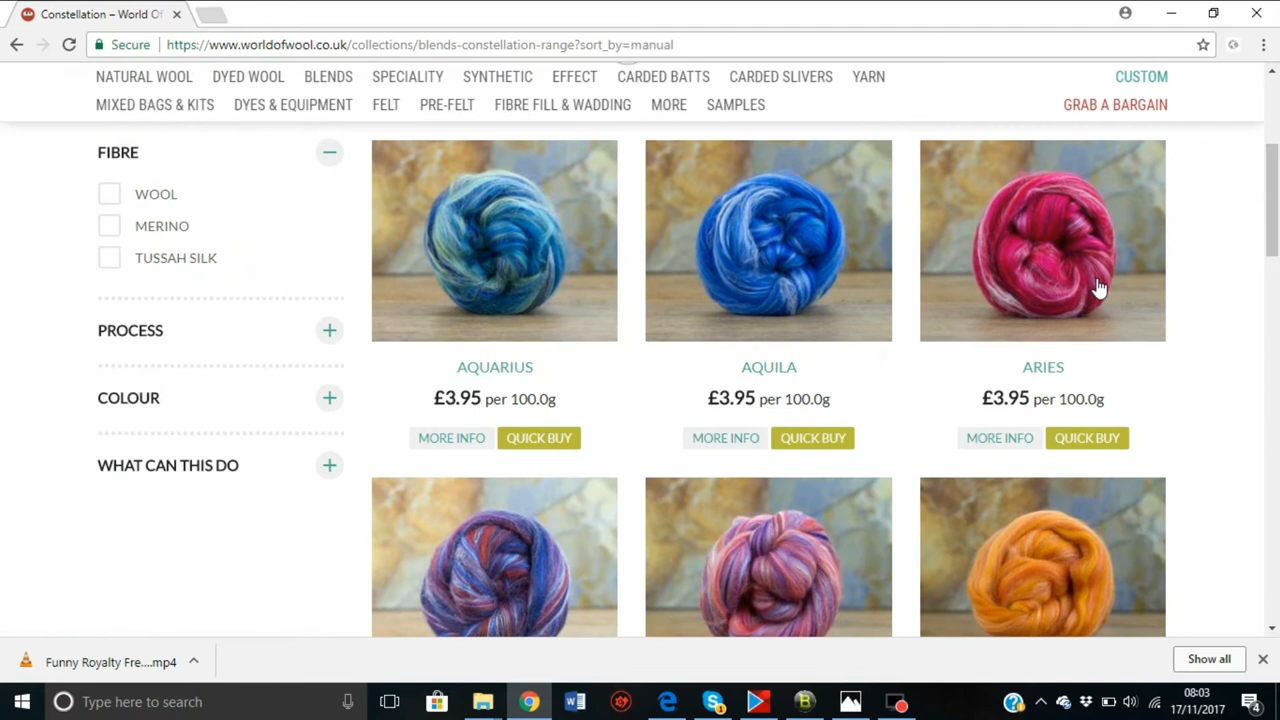 Constellation – World Of
Secure https://www.worldofwool.co.uk/collections/blends-constellation-range?sort_by=manual
NATURAL WOOL DYED WOOL BLENDS SPECIALITY SYNTHETIC EFFECT CARDED BATTS CARDED SLIVERS YARN CUSTOM
MIXED BAGS & KITS DYES & EQUIPMENT FELT PRE-FELT FIBRE FILL & WADDING MORE SAMPLES GRAB A BARGAIN
FIBRE
WOOL
MERINO
TUSSAH SILK
PROCESS
COLOUR
WHAT CAN THIS DO
AQUARIUS AQUILA ARIES
£3.95 per 100.0g £3.95 per 100.0g £3.95 per 100.0g
MORE INFO QUICK BUY MORE INFO QUICK BUY MORE INFO QUICK BUY
Funny Royalty Fre....mp4 Show all
Type here to search
08:03
17/11/2017